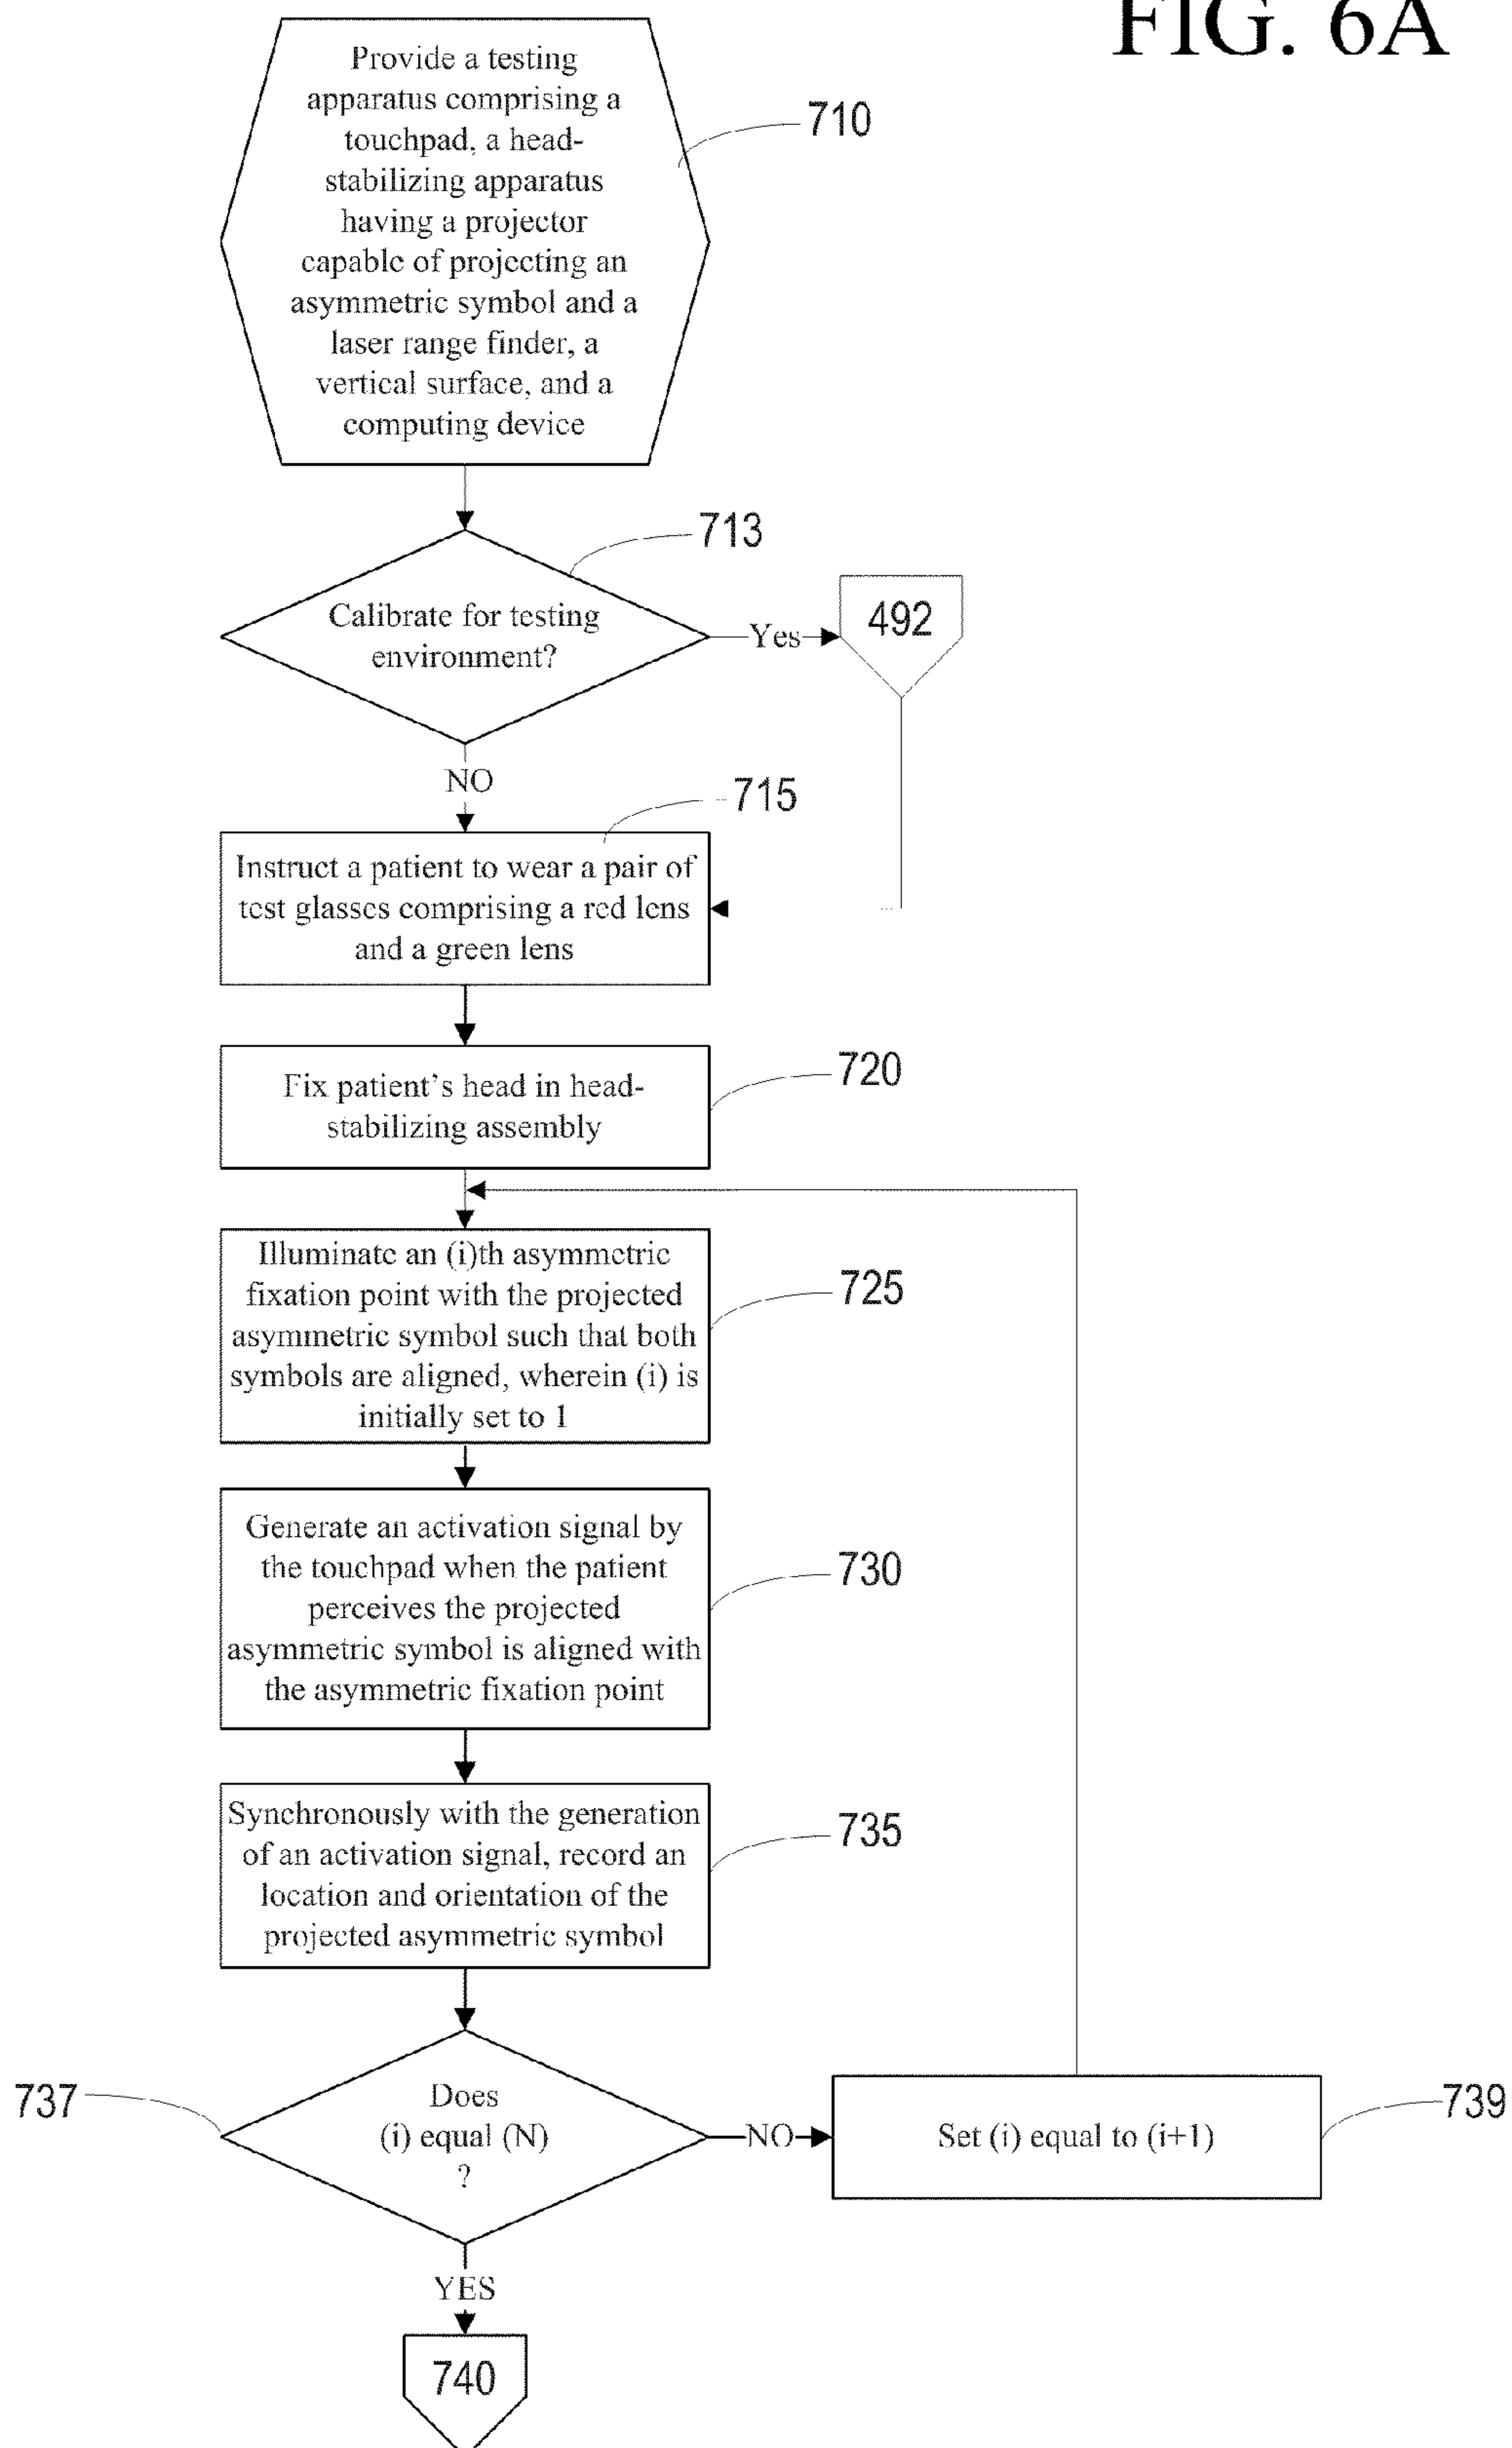 FIG. 6A
Provide a testing
apparatus comprising a
touchpad, a head-
stabilizing apparatus
having a projector
capable of projecting an
asymmetric symbol and a
laser range finder, a
vertical surface, and a
computing device
710
713
Calibrate for testing
environment?
Yes
492
NO
715
Instruct a patient to wear a pair of
test glasses comprising a red lens
and a green lens
720
Fix patient's head in head-
stabilizing assembly
Illuminate an (i)th asymmetric
fixation point with the projected
asymmetric symbol such that both
symbols are aligned, wherein (i) is
initially set to 1
725
Generate an activation signal by
the touchpad when the patient
perceives the projected
asymmetric symbol is aligned with
the asymmetric fixation point
730
Synchronously with the generation
of an activation signal, record an
location and orientation of the
projected asymmetric symbol
735
737
Does
(i) equal (N)
?
NO
Set (i) equal to (i+1)
739
YES
740